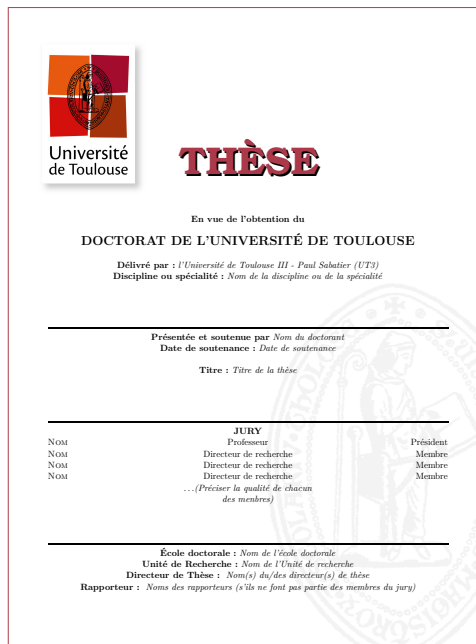 Université
de Toulouse
THÈSE
En vue de l'obtention du
DOCTORAT DE L'UNIVERSITÉ DE TOULOUSE
Délivré par : l'Université de Toulouse III - Paul Sabatier (UT3)
Discipline ou spécialité : Nom de la discipline ou de la spécialité
Présentée et soutenue par Nom du doctorant
Date de soutenance : Date de soutenance
Titre : Titre de la thèse
JURY
Nom Professeur Président
Nom Directeur de recherche Membre
Nom Directeur de recherche Membre
Nom Directeur de recherche Membre
...(Préciser la qualité de chacun
des menbres)
École doctorale : Nom de l'école doctorale
Unité de Recherche : Nom de l'Unité de recherche
Directeur de Thèse : Nom(s) du/des directeur(s) de thèse
Rapporteur : Noms des rapporteurs (s'ils ne font pas partie des membres du jury)